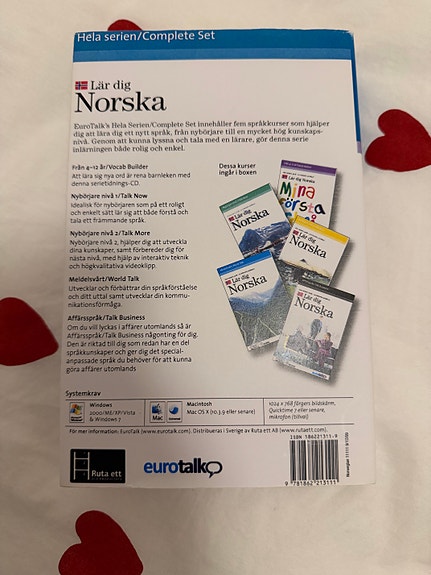 Hela serien/Complete Set
Lär dig
Norska
EuroTalk's Hela Serien/Complete Set innehåller fem språkkurser som hjälper
dig att lära dig ett nytt språk, från nybörjare till en mycket hög kunskaps-
nivå. Genom att kunna lyssna och tala med en lärare, gör denna serie
inlärningen både rolig och enkel.
Från 4-12 år/Vocab Builder
Att lära sig nya ord är rena barnleken med
denna serietidnings-CD.
Nybörjare nivå 1/Talk Now
Idealisk för nybörjare som på ett roligt
och enkelt sätt lär sig att både förstå och
tala ett främmande språk.
Nybörjare nivå 2/Talk More
Nybörjare nivå 2, hjälper dig att utveckla
dina kunskaper, samt förbereder dig för
nästa nivå, med hjälp av interaktiv teknik
och högkvalitativa videoklipp.
Medelsvårt/World Talk
Utvecklar och förbättrar din språkförståelse
och ditt uttal samt utvecklar din kommu-
nikationsförmåga.
Affärsspråk/Talk Business
Om du vill lyckas i affärer utomlands så är
Affärsspråk/Talk Business någonting för dig.
Den är riktad till dig som redan har en del
språkkunskaper och ger dig det special-
anpassade språk du behöver för att kunna
göra affärer utomlands
Dessa kurser
ingår i boxen
Lär dig Norska
Mina
första
Lär dig
Norska
Lär dig
Norska
Lär dig
Norska
Lär dig
Norska
Systemkrav
Windows
2000/ME/XP/Vista
& Windows 7
Mac
Macintosh
Mac OS X (10.3.9 eller senare)
1024 x 768 färgers bildskärm,
Quicktime 7 eller senare,
mikrofon (tillval)
För mer information: EuroTalk (www.eurotalk.com). Distribueras i Sverige av Ruta ett AB (www.rutaett.com)
Ruta ett
eurotalk
ISBN 186221311-9
9 781862 213111